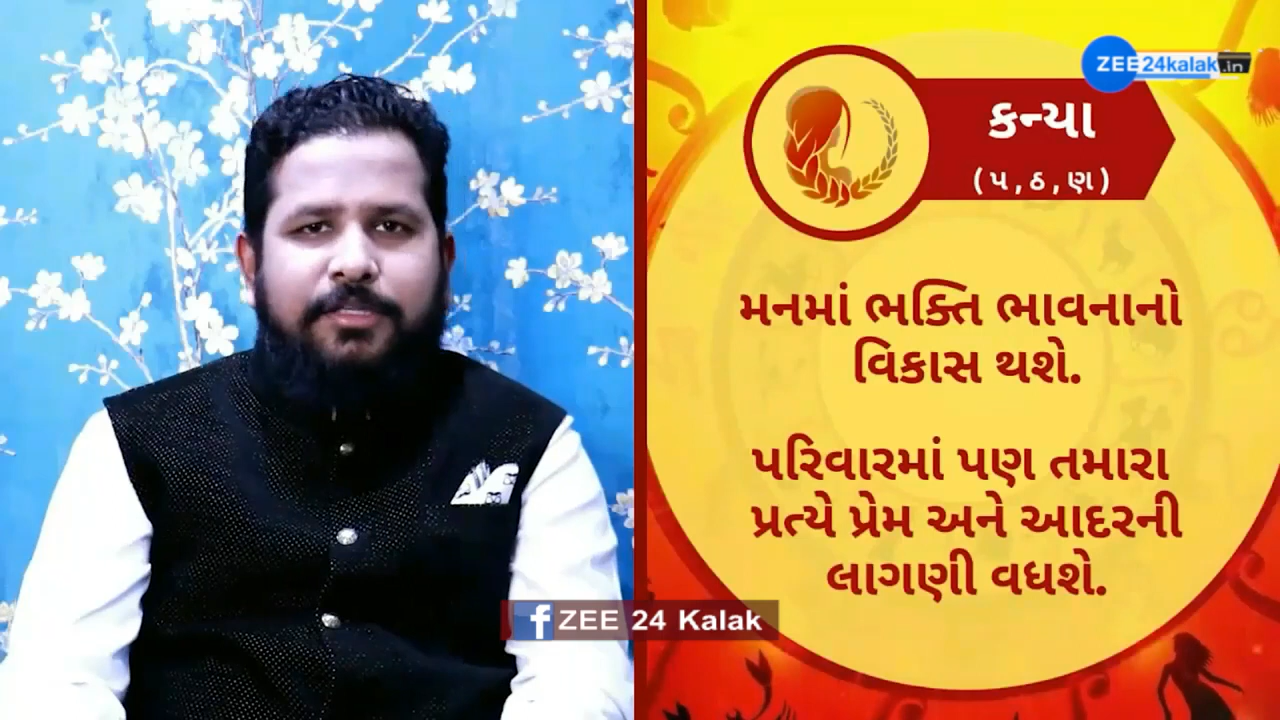 ZEE24kalak.in
કન્યા
(પ,ઠ,ણ)
મનમાં ભક્તિ ભાવનાનો
વિકાસ થશે.
પરિવારમાં પણ તમારા
પ્રત્યે પ્રેમ અને આદરની
લાગણી વધશે.
f ZEE 24 Kalak